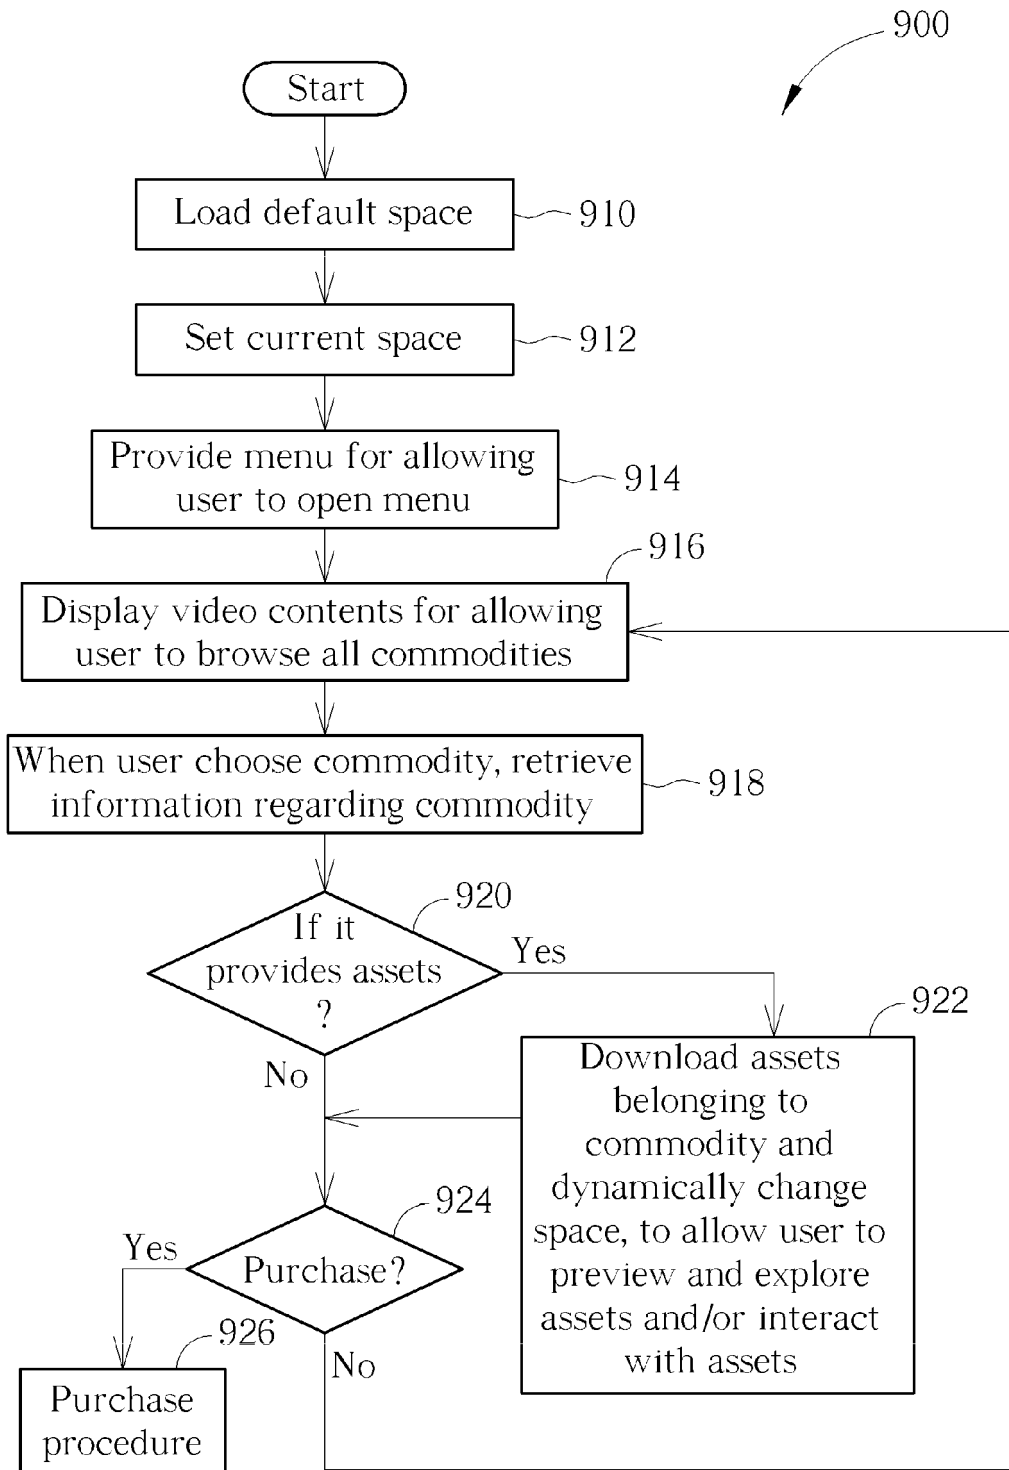 900
Start
Load default space
910
Set current space
912
Provide menu for allowing
user to open menu
914
916
Display video contents for allowing
user to browse all commodities
When user choose commodity, retrieve
information regarding commodity
918
920
If it
provides assets
?
Yes
No
922
Download assets
belonging to
commodity and
dynamically change
space, to allow user to
preview and explore
assets and/or interact
with assets
924
Purchase?
Yes
No
926
Purchase
procedure